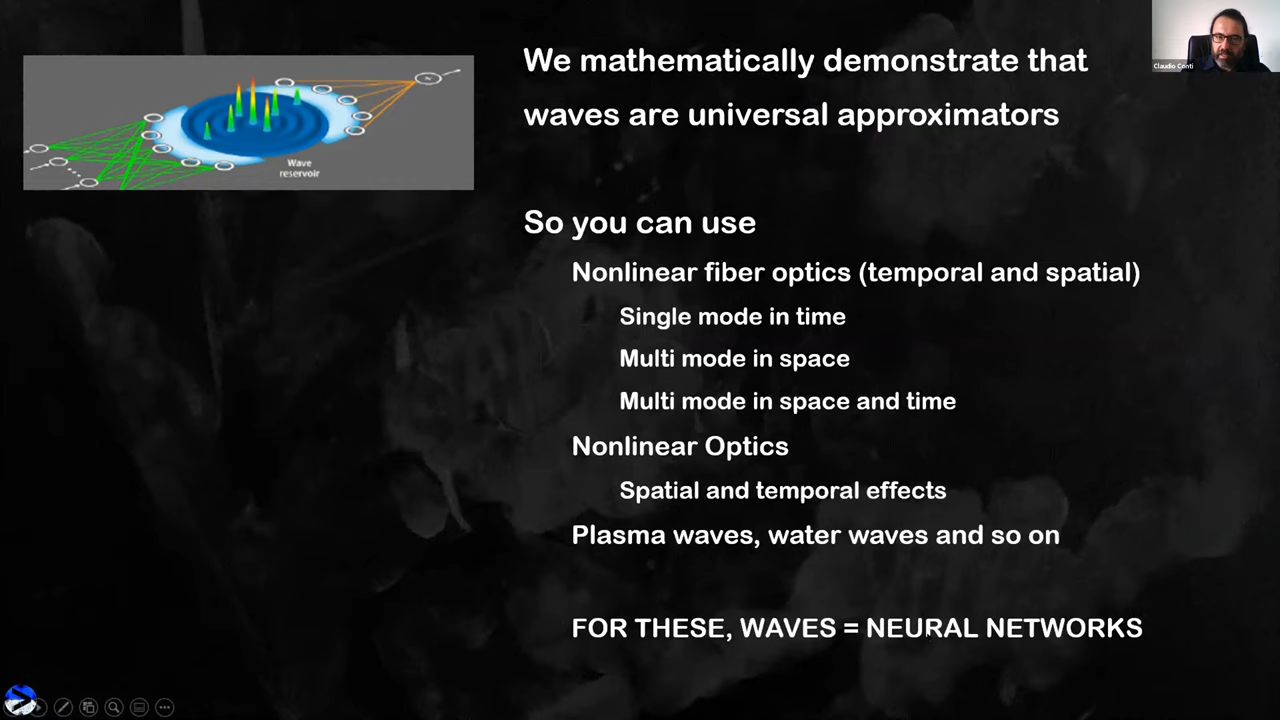 We mathematically demonstrate that
waves are universal approximators
Claudio Conti
Wave
reservoir
So you can use
Nonlinear fiber optics (temporal and spatial)
Single mode in time
Multi mode in space
Multi mode in space and time
Nonlinear Optics
Spatial and temporal effects
Plasma waves, water waves and so on
FOR THESE, WAVES = NEURAL NETWORKS